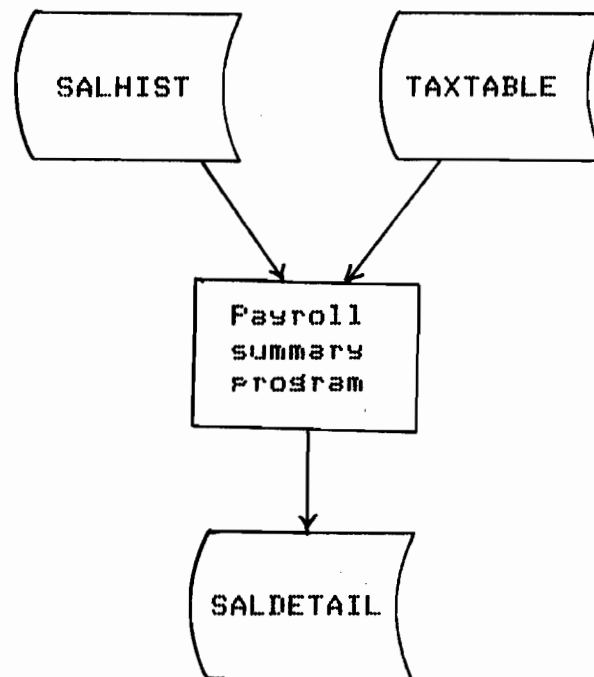 SALHIST
TAXTABLE
Payroll
summary
program
SALDETAIL